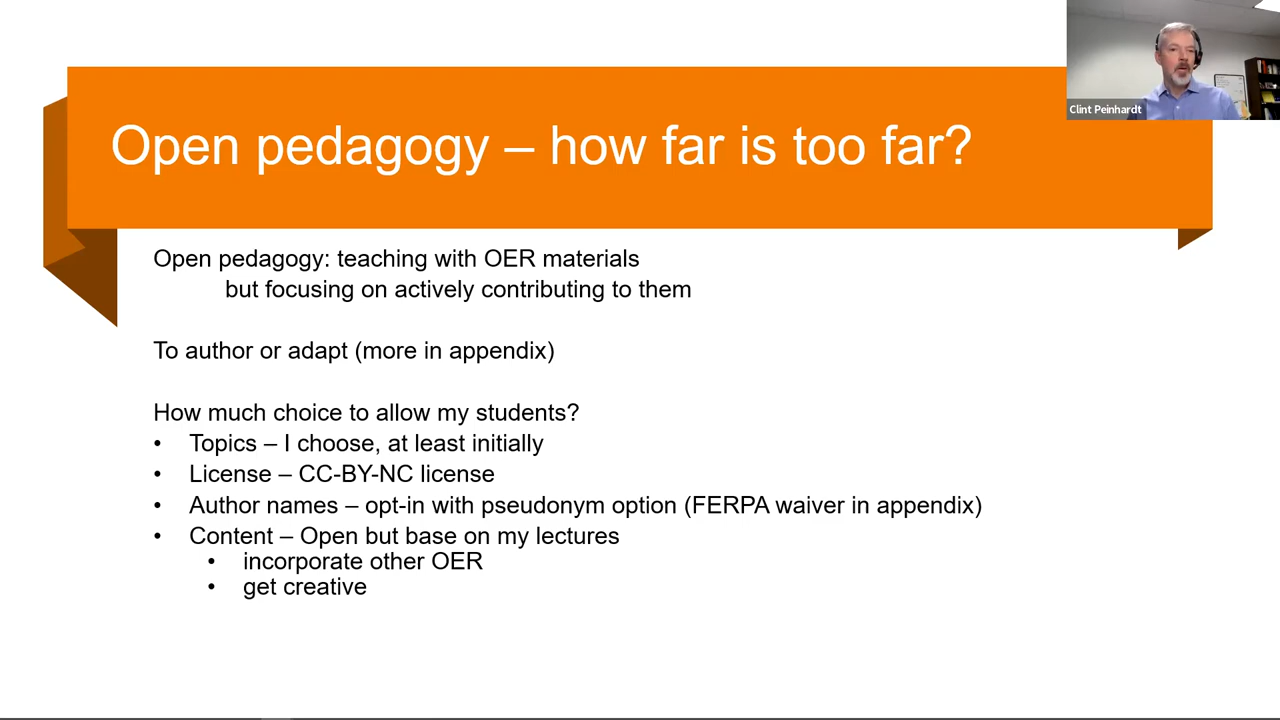 Open pedagogy – how far is too far?
Clint Peinhardt
Open pedagogy: teaching with OER materials
but focusing on actively contributing to them
To author or adapt (more in appendix)
How much choice to allow my students?
• Topics – I choose, at least initially
• License – CC-BY-NC license
• Author names – opt-in with pseudonym option (FERPA waiver in appendix)
• Content – Open but base on my lectures
• incorporate other OER
• get creative